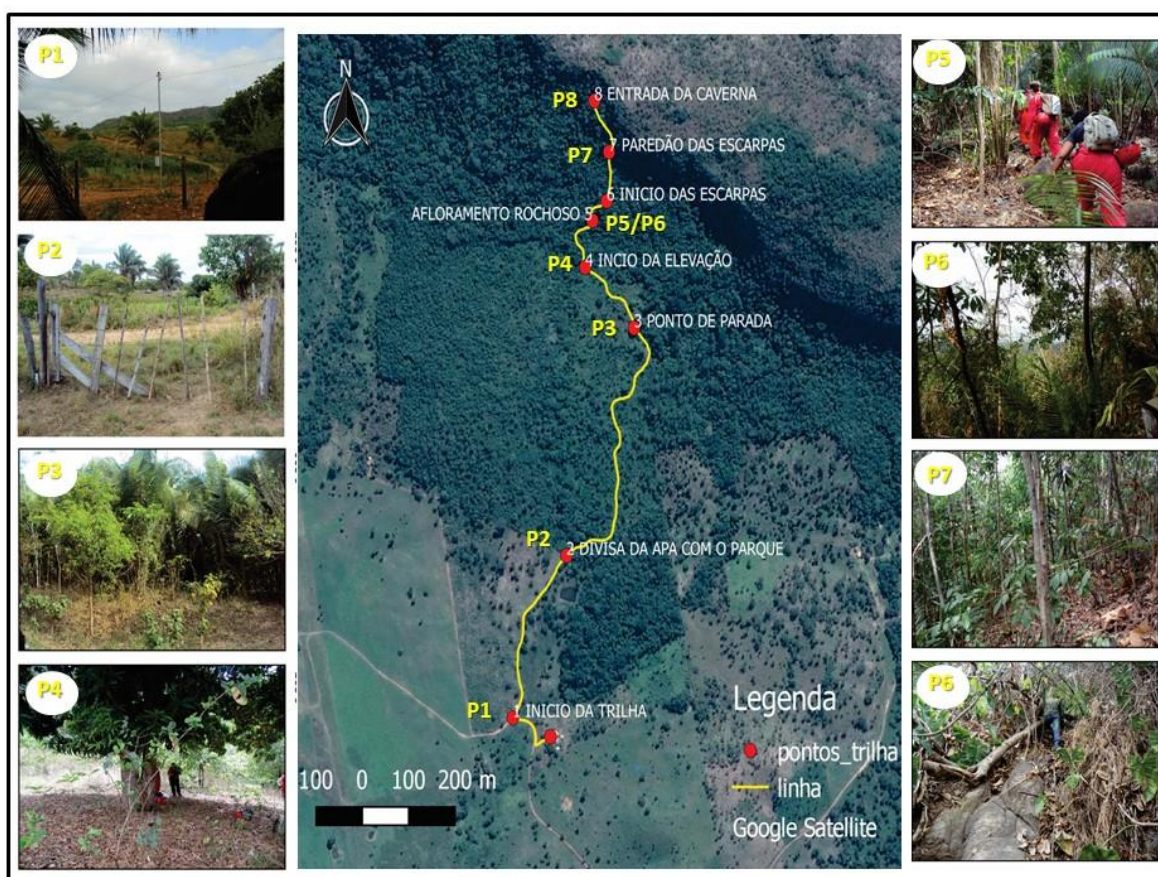 P1
P2
P3
P4
N
P8
8 ENTRADA DA CAVERNA
P7
7 PAREDÃO DAS ESCARPAS
6 INICIO DAS ESCARPAS
AFLORAMENTO ROCHOSO 5
P5/P6
P4
4 INCIO DA ELEVAÇÃO
P3
3 PONTO DE PARADA
P2
2 DIVISA DA APA COM O PARQUE
P1
1 INICIO DA TRILHA
Legenda
pontos_trilha
linha
Google Satellite
100 0 100 200 m
P5
P6
P7
P6